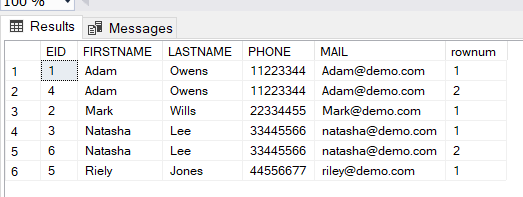 100 %
Results Messages
EID FIRSTNAME LASTNAME PHONE MAIL rownum
1 1 Adam Owens 11223344 Adam@demo.com 1
2 4 Adam Owens 11223344 Adam@demo.com 2
3 2 Mark Wills 22334455 Mark@demo.com 1
4 3 Natasha Lee 33445566 natasha@demo.com 1
5 6 Natasha Lee 33445566 natasha@demo.com 2
6 5 Riely Jones 44556677 riley@demo.com 1